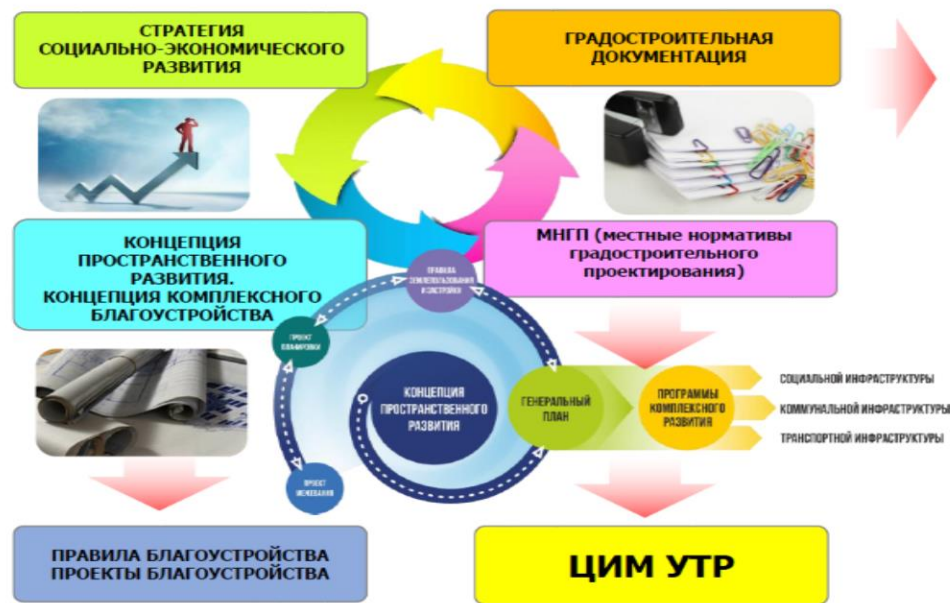 СТРАТЕГИЯ
СОЦИАЛЬНО-ЭКОНОМИЧЕСКОГО
РАЗВИТИЯ
ГРАДОСТРОИТЕЛЬНАЯ
ДОКУМЕНТАЦИЯ
КОНЦЕПЦИЯ
ПРОСТРАНСТВЕННОГО
РАЗВИТИЯ.
КОНЦЕПЦИЯ КОМПЛЕКСНОГО
БЛАГОУСТРОЙСТВА
МНГП (местные нормативы
градостроительного
проектирования)
ПРАВИЛА
ЗЕМЛЕПОЛЬЗОВАНИЯ
И ЗАСТРОЙКИ
ПРОЕКТ
ПЛАНИРОВКИ
КОНЦЕПЦИЯ
ПРОСТРАНСТВЕННОГО
РАЗВИТИЯ
ГЕНЕРАЛЬНЫЙ
ПЛАН
ПРОГРАММЫ
КОМПЛЕКСНОГО
РАЗВИТИЯ
СОЦИАЛЬНОЙ ИНФРАСТРУКТУРЫ
КОММУНАЛЬНОЙ ИНФРАСТРУКТУРЫ
ТРАНСПОРТНОЙ ИНФРАСТРУКТУРЫ
ПРОЕКТ
МЕЖЕВАНИЯ
ПРАВИЛА БЛАГОУСТРОЙСТВА
ПРОЕКТЫ БЛАГОУСТРОЙСТВА
ЦИМ УТР